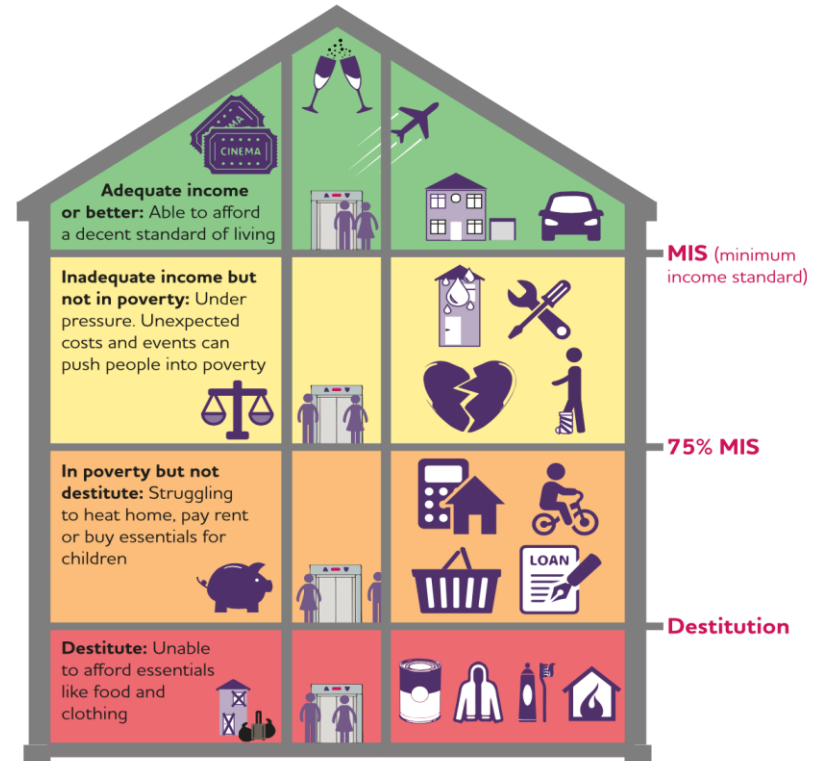 CINEMA
MA
Adequate income
or better: Able to afford
a decent standard of living
MIS (minimum
income standard)
Inadequate income but
not in poverty: Under
pressure. Unexpected
costs and events can
push people into poverty
75% MIS
In poverty but not
destitute: Struggling
to heat home, pay rent
or buy essentials for
children
LOAN
Destitution
Destitute: Unable
to afford essentials
like food and
clothing